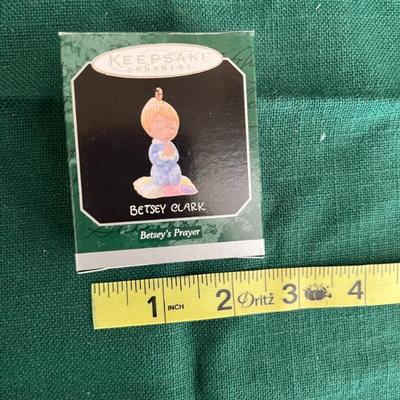 KEEPSAKE
ORNAMENT
BETSEY CLARK
Betsey's Prayer
1 INCH 2 Dritz 3 4